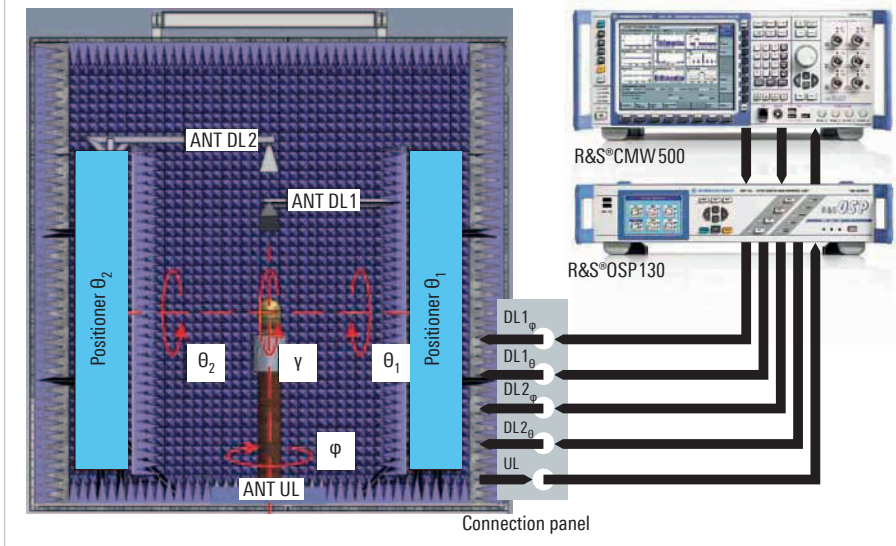 ANT DL2
R&S®CMW500
ANT DL1
R&S OSP
R&S®OSP130
Positioner θ2
Positioner θ1
DL1φ
θ2
γ
θ1
DL1θ
DL2φ
DL2θ
φ
UL
ANT UL
Connection panel